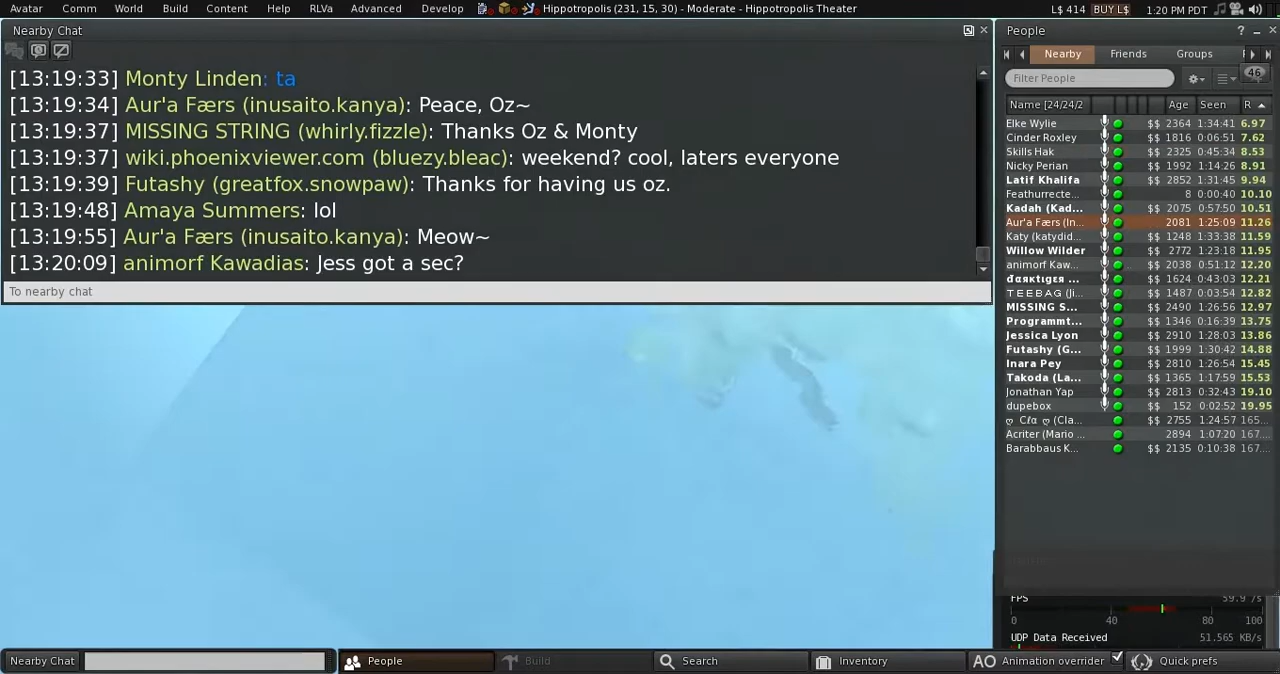 Avatar Comm World Build Content Help RLVa Advanced Develop Hippotropolis (231, 15, 30) - Moderate - Hippotropolis Theater L$ 414 BUY L$ 1:20 PM PDT
Nearby Chat
[13:19:33] Monty Linden: ta
[13:19:34] Aur'a Færs (inusaito.kanya): Peace, Oz~
[13:19:37] MISSING STRING (whirly.fizzle): Thanks Oz & Monty
[13:19:37] wiki.phoenixviewer.com (bluezy.bleac): weekend? cool, laters everyone
[13:19:39] Futashy (greatfox.snowpaw): Thanks for having us oz.
[13:19:48] Amaya Summers: lol
[13:19:55] Aur'a Færs (inusaito.kanya): Meow~
[13:20:09] animorf Kawadias: Jess got a sec?
To nearby chat
People
Nearby Friends Groups
Filter People 46
Name [24/24/2 Age Seen R
Elke Wylie $$ 2364 1:34:41 6.97
Cinder Roxley $$ 1816 0:06:51 7.62
Skills Hak $$ 2325 0:45:34 8.53
Nicky Perian $$ 1992 1:14:26 8.91
Latif Khalifa $$ 2852 1:31:45 9.94
Feathurrecte... 8 0:00:40 10.10
Kadah (Kad... $$ 2075 0:57:50 10.51
Aur'a Færs (In... 2081 1:25:09 11.26
Katy (katydid... $$ 1248 1:33:38 11.59
Willow Wilder $$ 2772 1:23:18 11.95
animorf Kaw... $$ 2038 0:51:12 12.20
đαяκtιgεя ... $$ 1624 0:43:03 12.21
T E E B A G (Ji... $$ 1487 0:03:54 12.82
MISSING S... $$ 2490 1:26:56 12.97
Programmt... $$ 1346 0:16:39 13.75
Jessica Lyon $$ 2910 1:28:03 13.86
Futashy (G... $$ 1999 1:30:42 14.88
Inara Pey $$ 2810 1:26:54 15.45
Takoda (La... $$ 1365 1:17:59 15.53
Jonathan Yap $$ 2813 0:32:43 19.10
dupebox $$ 152 0:02:52 19.95
(Cla... $$ 2755 1:24:57 165...
Acriter (Mario ... 2894 1:07:20 167...
Barabbaus K... $$ 2135 0:10:38 167...
FPS 59.9 /s
0 40 80 100
UDP Data Received 51.565 KB/s
Nearby Chat People Build Search Inventory AO Animation overrider Quick prefs